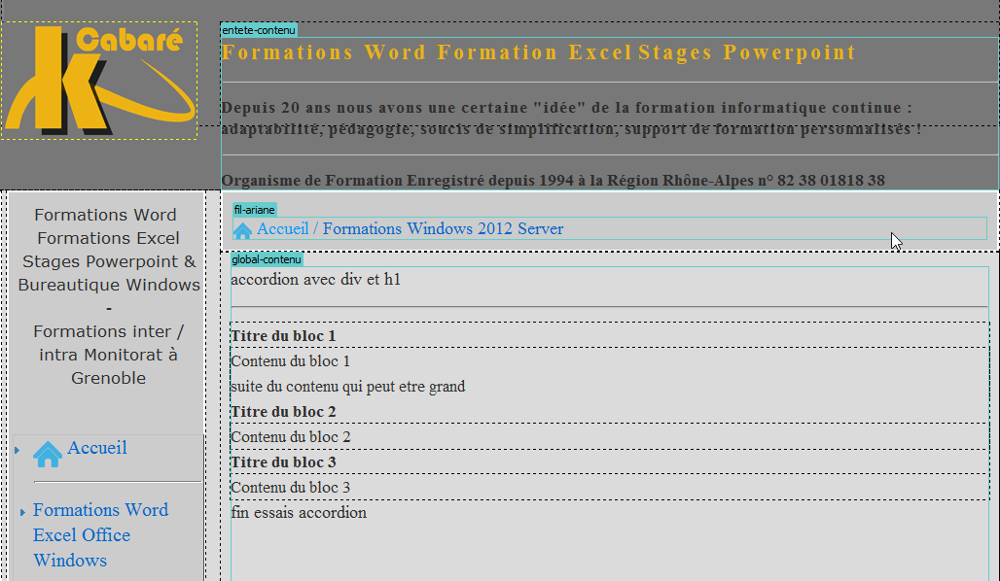 Cabaré
K
entete-contenu
Formations Word Formation Excel Stages Powerpoint
Depuis 20 ans nous avons une certaine "idée" de la formation informatique continue :
adaptabilité, pédagogie, soucis de simplification, support de formation personnalisés !
Organisme de Formation Enregistré depuis 1994 à la Région Rhône-Alpes n° 82 38 01818 38
Formations Word
Formations Excel
Stages Powerpoint &
Bureautique Windows
-
Formations inter /
intra Monitorat à
Grenoble
Accueil
Formations Word
Excel Office
Windows
fil-ariane
Accueil / Formations Windows 2012 Server
global-contenu
accordion avec div et h1
Titre du bloc 1
Contenu du bloc 1
suite du contenu qui peut etre grand
Titre du bloc 2
Contenu du bloc 2
Titre du bloc 3
Contenu du bloc 3
fin essais accordion